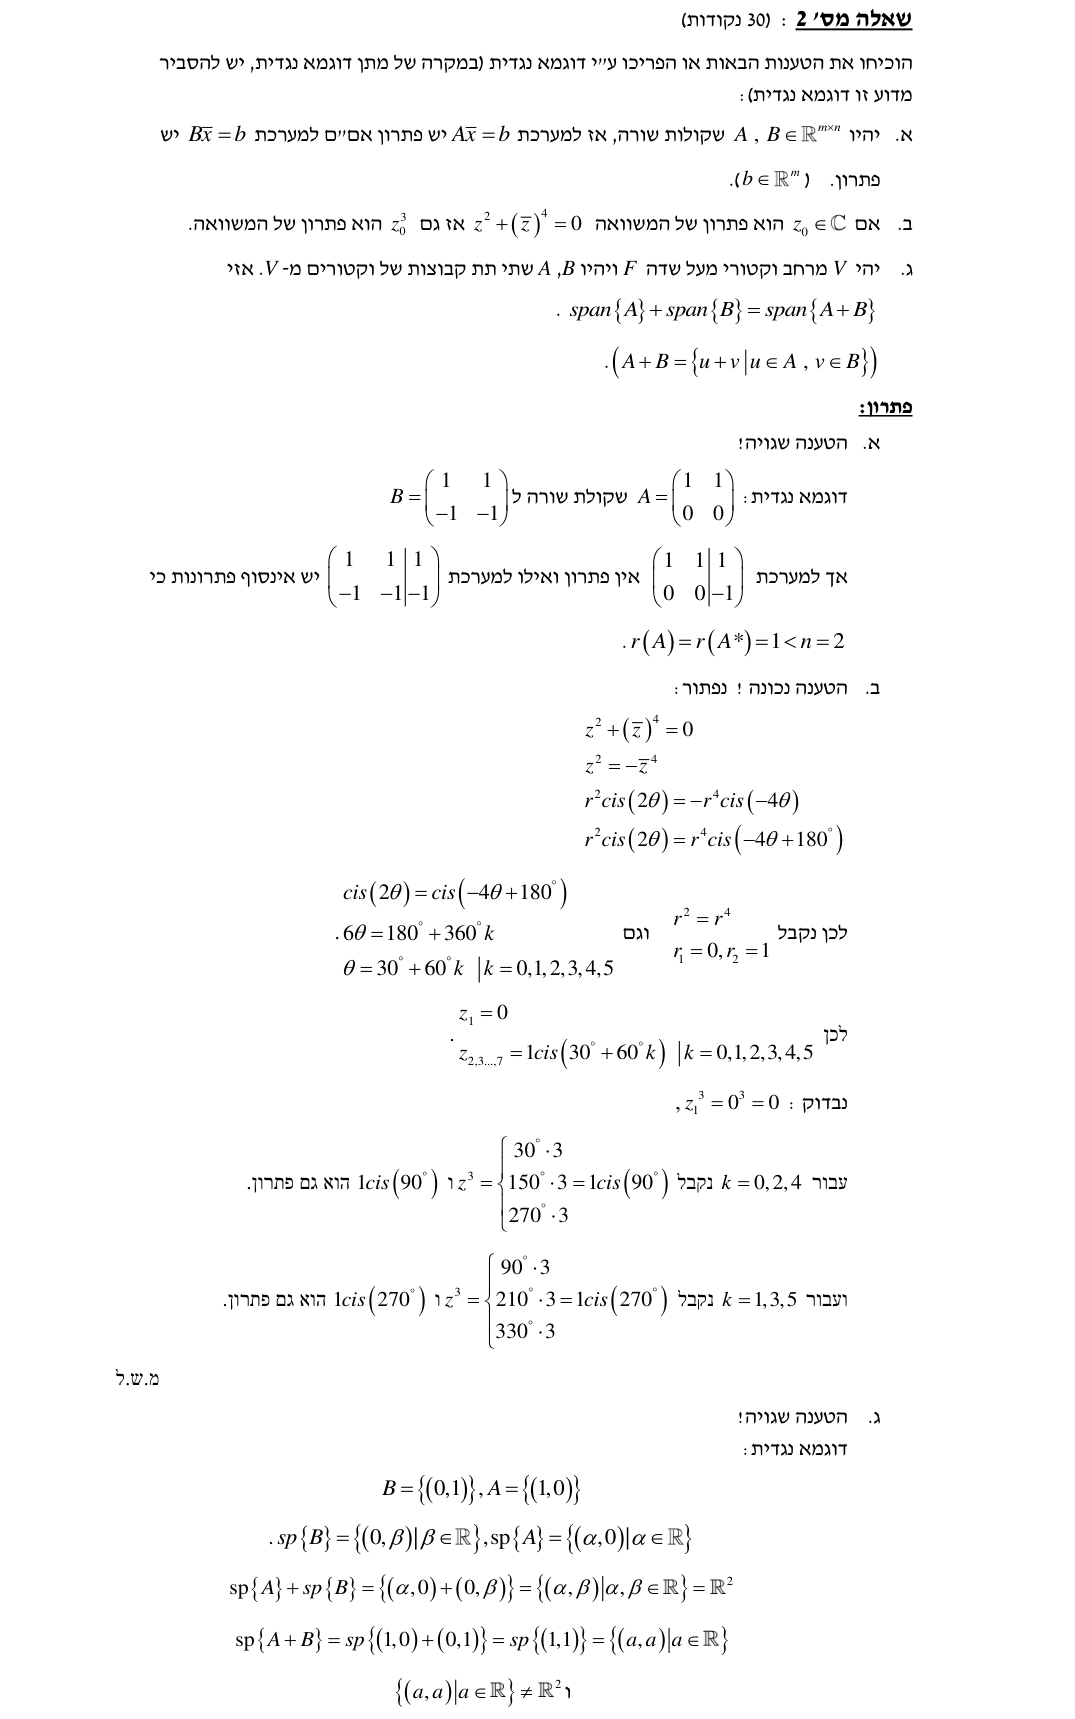 שאלה מס׳ 2 : (30 נקודות)
הוכיחו את הטענות הבאות או הפריכו ע״י דוגמא נגדית (במקרה של מתן דוגמא נגדית, יש להסביר
מדוע זו דוגמא נגדית):
א. יהיו A , B ∈ ℝ^{m×n} שקולות שורה, אז למערכת Ax̅ = b יש פתרון אם״ם למערכת Bx̅ = b יש
פתרון. (b ∈ ℝ^m).
ב. אם z₀ ∈ ℂ הוא פתרון של המשוואה z² + (z̅)⁴ = 0 אז גם z₀³ הוא פתרון של המשוואה.
ג. יהי V מרחב וקטורי מעל שדה F ויהיו A ,B שתי תת קבוצות של וקטורים מ- V. אזי
span{A} + span{B} = span{A + B} .
(A + B = {u + v | u ∈ A , v ∈ B}).
פתרון:
א. הטענה שגויה!
דוגמא נגדית: A = (1 1; 0 0) שקולת שורה ל B = (1 1; −1 −1)
אך למערכת (1 1 | 1; 0 0 | −1) אין פתרון ואילו למערכת (1 1 | 1; −1 −1 | −1) יש אינסוף פתרונות כי
r(A) = r(A*) = 1 < n = 2 .
ב. הטענה נכונה ! נפתור:
z² + (z̅)⁴ = 0
z² = −z̅⁴
r²cis(2θ) = −r⁴cis(−4θ)
r²cis(2θ) = r⁴cis(−4θ + 180°)
לכן נקבל r² = r⁴
r₁ = 0, r₂ = 1
וגם cis(2θ) = cis(−4θ + 180°)
6θ = 180° + 360°k .
θ = 30° + 60°k | k = 0,1,2,3,4,5
לכן z₁ = 0
z₂,₃...,₇ = 1cis(30° + 60°k) | k = 0,1,2,3,4,5 .
נבדוק : z₁³ = 0³ = 0 ,
עבור k = 0,2,4 נקבל z³ = {30°·3; 150°·3; 270°·3 = 1cis(90°) ו 1cis(90°) הוא גם פתרון.
ועבור k = 1,3,5 נקבל z³ = {90°·3; 210°·3; 330°·3 = 1cis(270°) ו 1cis(270°) הוא גם פתרון.
מ.ש.ל
ג. הטענה שגויה!
דוגמא נגדית:
B = {(0,1)}, A = {(1,0)}
. sp{B} = {(0,β) | β ∈ ℝ}, sp{A} = {(α,0) | α ∈ ℝ}
sp{A} + sp{B} = {(α,0) + (0,β)} = {(α,β) | α,β ∈ ℝ} = ℝ²
sp{A + B} = sp{(1,0) + (0,1)} = sp{(1,1)} = {(a,a) | a ∈ ℝ}
ו {(a,a) | a ∈ ℝ} ≠ ℝ²